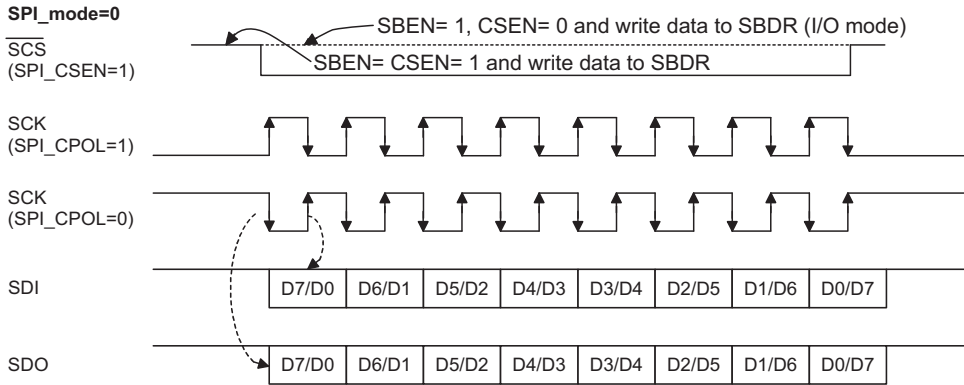 SPI_mode=0
SBEN= 1, CSEN= 0 and write data to SBDR (I/O mode)
SCS
(SPI_CSEN=1)
SBEN= CSEN= 1 and write data to SBDR
SCK
(SPI_CPOL=1)
SCK
(SPI_CPOL=0)
SDI
D7/D0 D6/D1 D5/D2 D4/D3 D3/D4 D2/D5 D1/D6 D0/D7
SDO
D7/D0 D6/D1 D5/D2 D4/D3 D3/D4 D2/D5 D1/D6 D0/D7